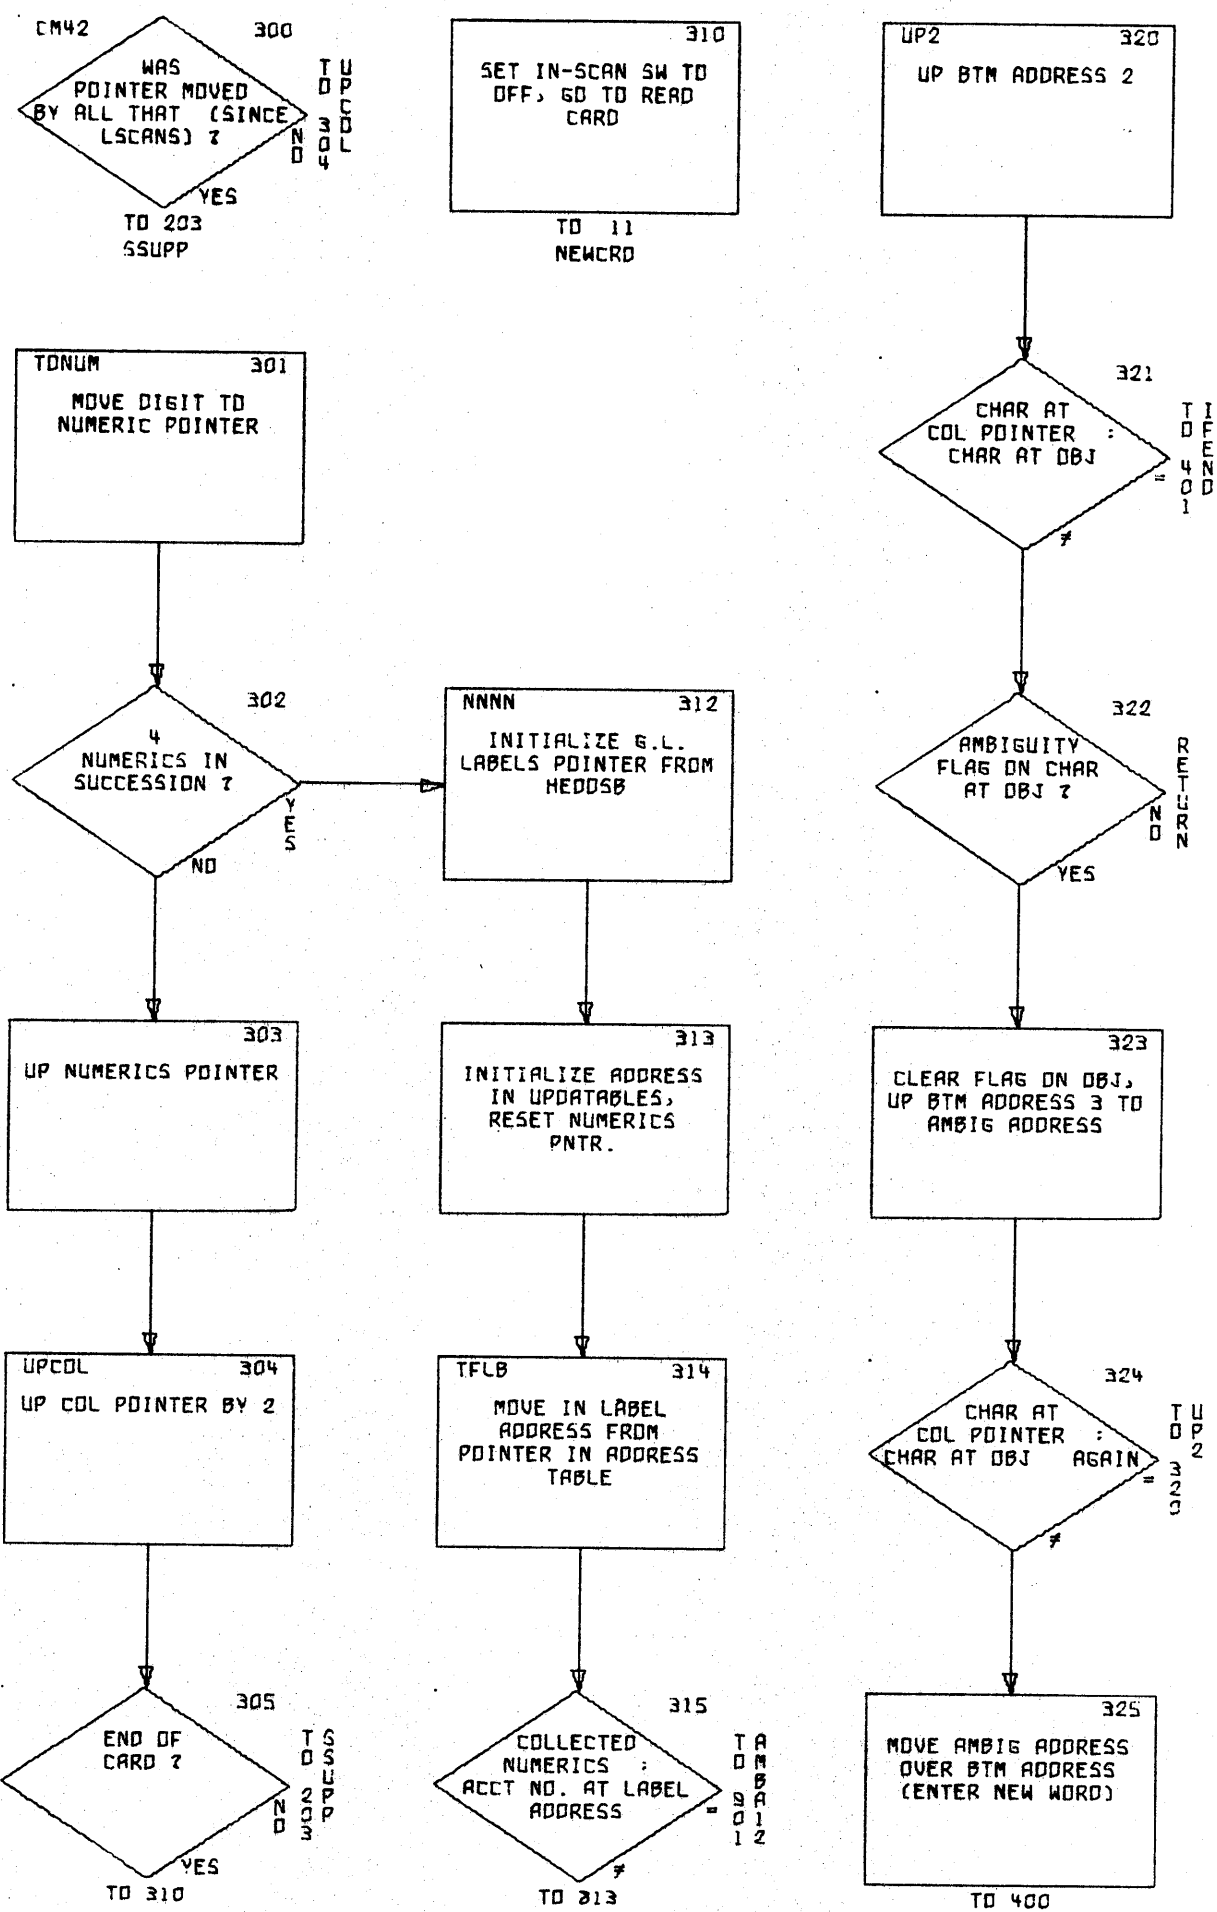 CM42 300
WAS
POINTER MOVED
BY ALL THAT (SINCE
LSCANS) ?
NO
TO 304
UPCOL
YES
TO 203
SSUPP
TONUM 301
MOVE DIGIT TO
NUMERIC POINTER
302
4
NUMERICS IN
SUCCESSION ?
YES
NO
303
UP NUMERICS POINTER
UPCOL 304
UP COL POINTER BY 2
305
END OF
CARD ?
NO
TO 203
SSUPP
YES
TO 310
310
SET IN-SCAN SW TO
OFF, GO TO READ
CARD
TO 11
NEWCRD
NNNN 312
INITIALIZE G.L.
LABELS POINTER FROM
HEDDSB
313
INITIALIZE ADDRESS
IN UPDATABLES,
RESET NUMERICS
PNTR.
TFLB 314
MOVE IN LABEL
ADDRESS FROM
POINTER IN ADDRESS
TABLE
315
COLLECTED
NUMERICS :
ACCT NO. AT LABEL
ADDRESS
=
TO 901
AMBA12
≠
TO 313
UP2 320
UP BTM ADDRESS 2
321
CHAR AT
COL POINTER :
CHAR AT OBJ
=
TO 401
IFEND
≠
322
AMBIGUITY
FLAG ON CHAR
AT OBJ ?
NO
RETURN
YES
323
CLEAR FLAG ON OBJ,
UP BTM ADDRESS 3 TO
AMBIG ADDRESS
324
CHAR AT
COL POINTER :
CHAR AT OBJ AGAIN
=
TO 320
UP2
≠
325
MOVE AMBIG ADDRESS
OVER BTM ADDRESS
(ENTER NEW WORD)
TO 400